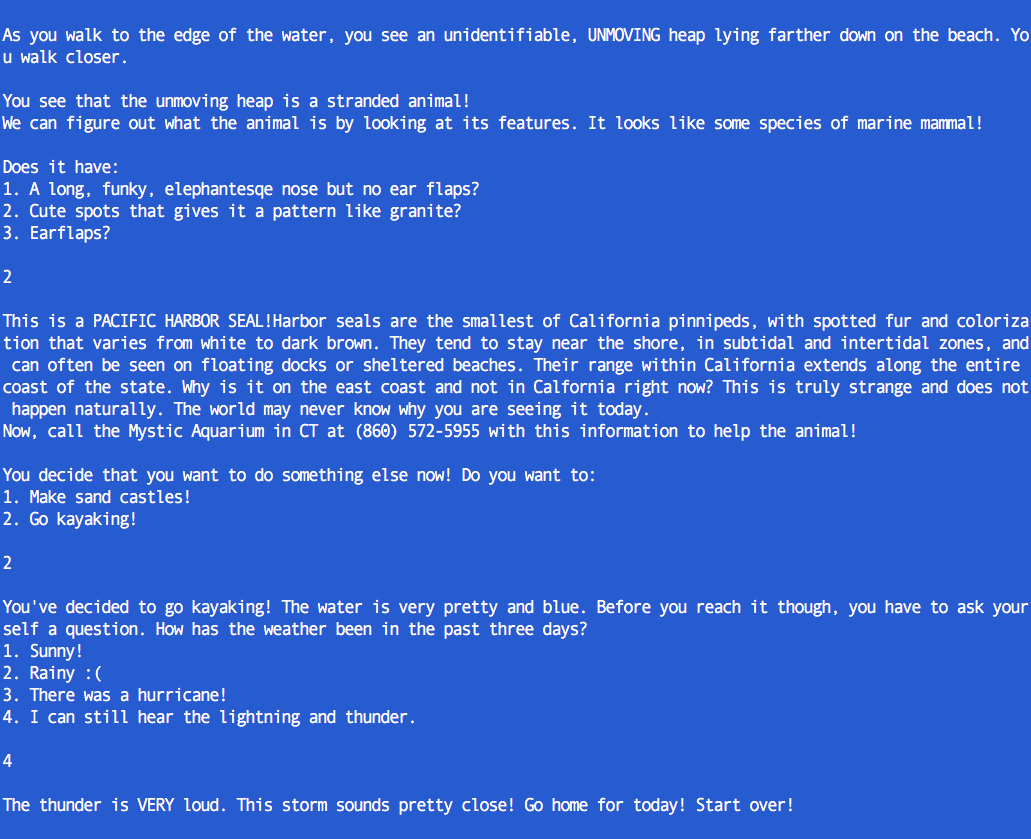 As you walk to the edge of the water, you see an unidentifiable, UNMOVING heap lying farther down on the beach. Yo
u walk closer.
You see that the unmoving heap is a stranded animal!
We can figure out what the animal is by looking at its features. It looks like some species of marine mammal!
Does it have:
1. A long, funky, elephantesqe nose but no ear flaps?
2. Cute spots that gives it a pattern like granite?
3. Earflaps?
2
This is a PACIFIC HARBOR SEAL!Harbor seals are the smallest of California pinnipeds, with spotted fur and coloriza
tion that varies from white to dark brown. They tend to stay near the shore, in subtidal and intertidal zones, and
can often be seen on floating docks or sheltered beaches. Their range within California extends along the entire
coast of the state. Why is it on the east coast and not in Calfornia right now? This is truly strange and does not
happen naturally. The world may never know why you are seeing it today.
Now, call the Mystic Aquarium in CT at (860) 572-5955 with this information to help the animal!
You decide that you want to do something else now! Do you want to:
1. Make sand castles!
2. Go kayaking!
2
You've decided to go kayaking! The water is very pretty and blue. Before you reach it though, you have to ask your
self a question. How has the weather been in the past three days?
1. Sunny!
2. Rainy :(
3. There was a hurricane!
4. I can still hear the lightning and thunder.
4
The thunder is VERY loud. This storm sounds pretty close! Go home for today! Start over!